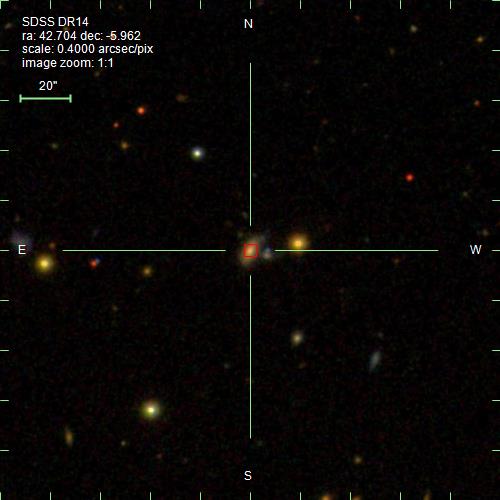 SDSS DR14
ra: 42.704 dec: -5.962
scale: 0.4000 arcsec/pix
image zoom: 1:1
20"
N
E
W
S